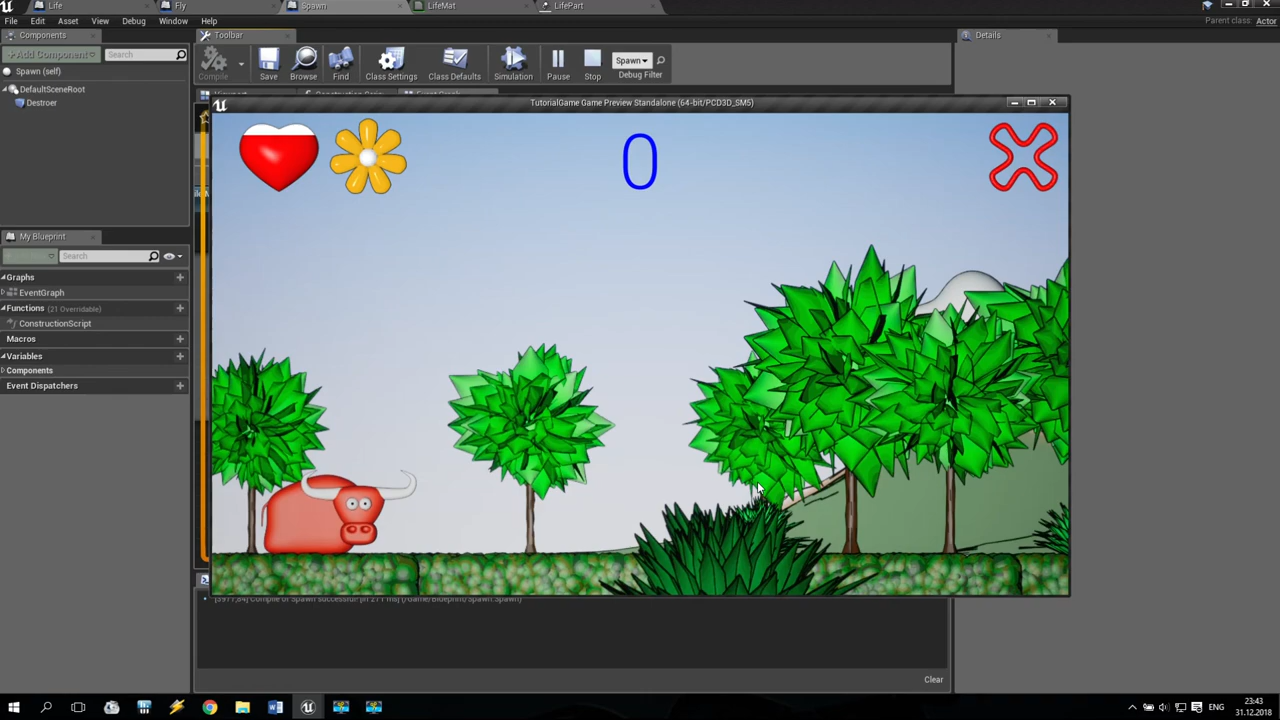 Life
Fly
Spawn
LifeMat
LifePart
File Edit Asset View Debug Window Help
Parent class: Actor
Components
Toolbar
Details
+Add Component
Search
Compile
Save
Browse
Find
Class Settings
Class Defaults
Simulation
Pause
Stop
Spawn
Debug Filter
Spawn (self)
DefaultSceneRoot
Destroer
TutorialGame Game Preview Standalone (64-bit/PCD3D_SM5)
0
My Blueprint
Search
Graphs
EventGraph
Functions (21 Overridable)
ConstructionScript
Macros
Variables
Components
Event Dispatchers
Clear
ENG
23:43
31.12.2018